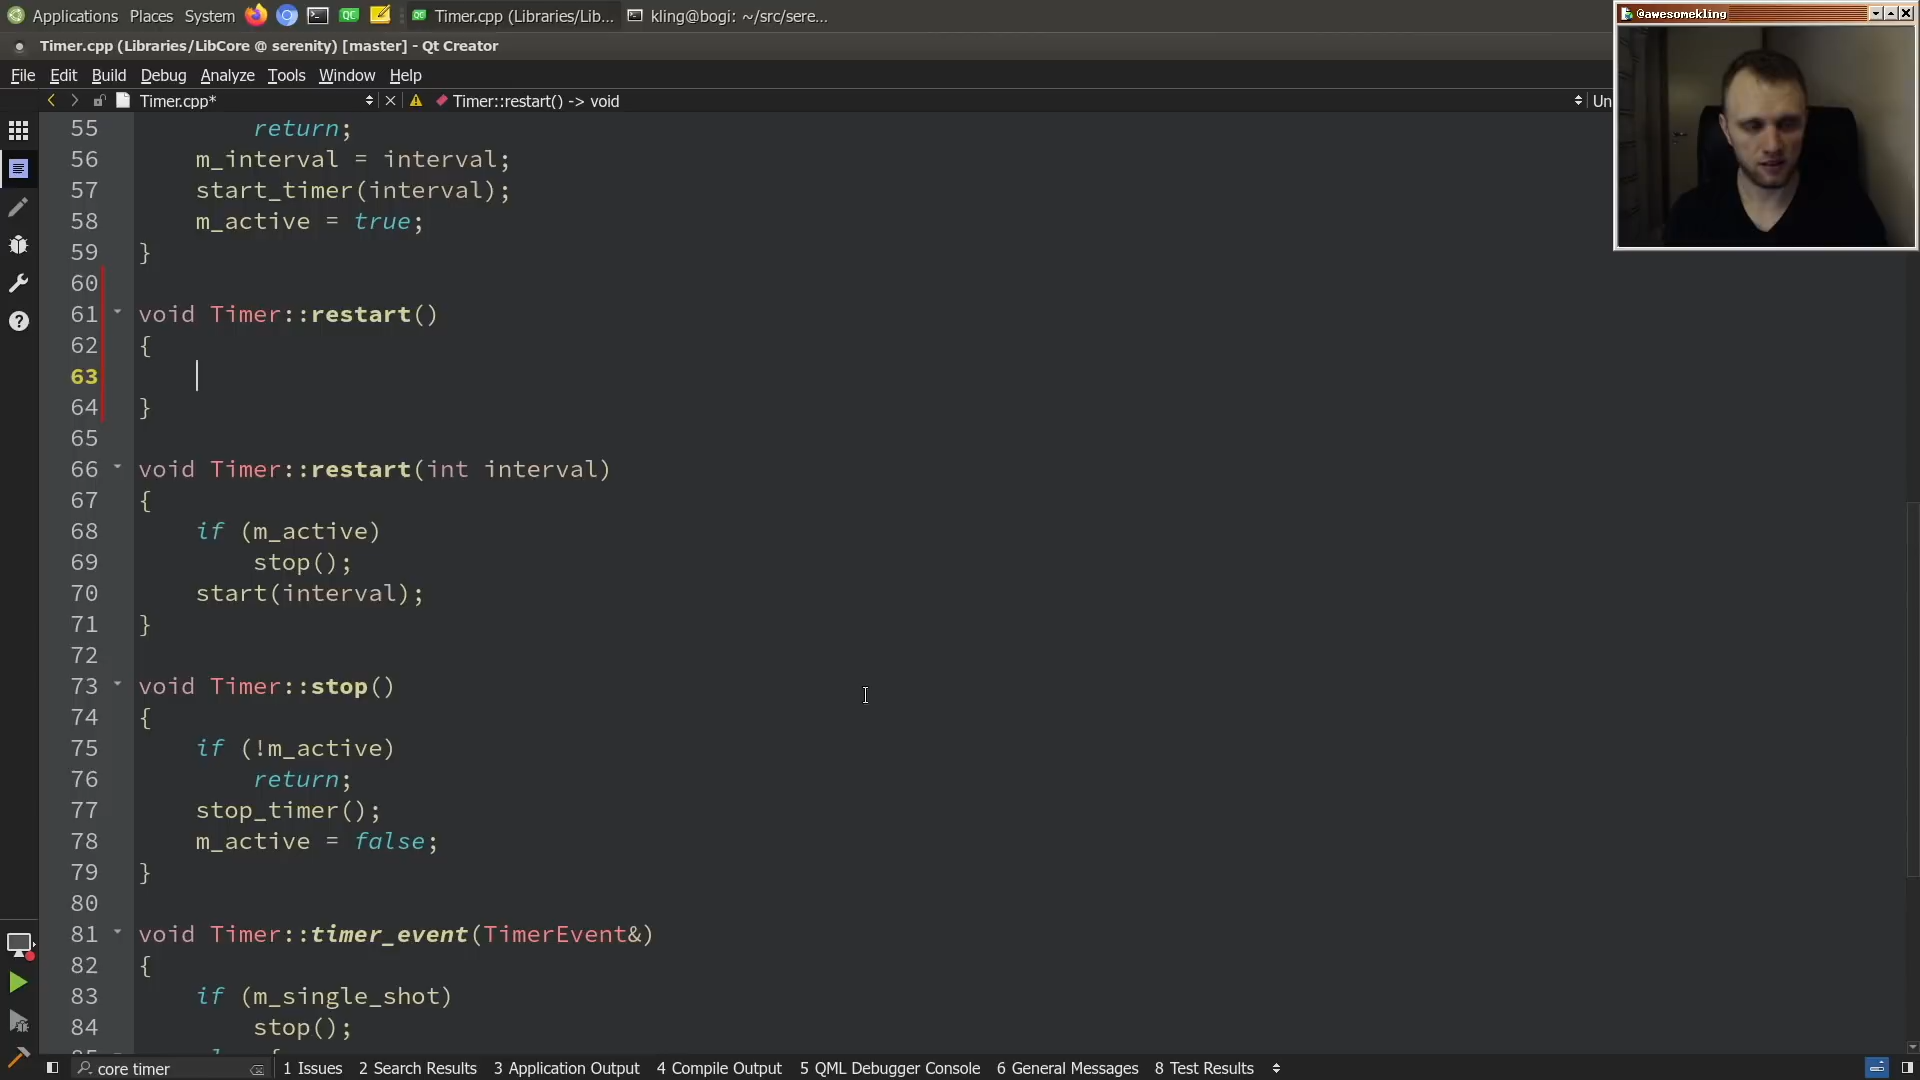 Applications Places System Timer.cpp (Libraries/Lib... kling@bogi: ~/src/sere...
@awesomekling
Timer.cpp (Libraries/LibCore @ serenity) [master] - Qt Creator
File Edit Build Debug Analyze Tools Window Help
Timer.cpp* Timer::restart() -> void Un
55 return;
56 m_interval = interval;
57 start_timer(interval);
58 m_active = true;
59 }
60
61 void Timer::restart()
62 {
63
64 }
65
66 void Timer::restart(int interval)
67 {
68 if (m_active)
69 stop();
70 start(interval);
71 }
72
73 void Timer::stop()
74 {
75 if (!m_active)
76 return;
77 stop_timer();
78 m_active = false;
79 }
80
81 void Timer::timer_event(TimerEvent&)
82 {
83 if (m_single_shot)
84 stop();
core timer 1 Issues 2 Search Results 3 Application Output 4 Compile Output 5 QML Debugger Console 6 General Messages 8 Test Results